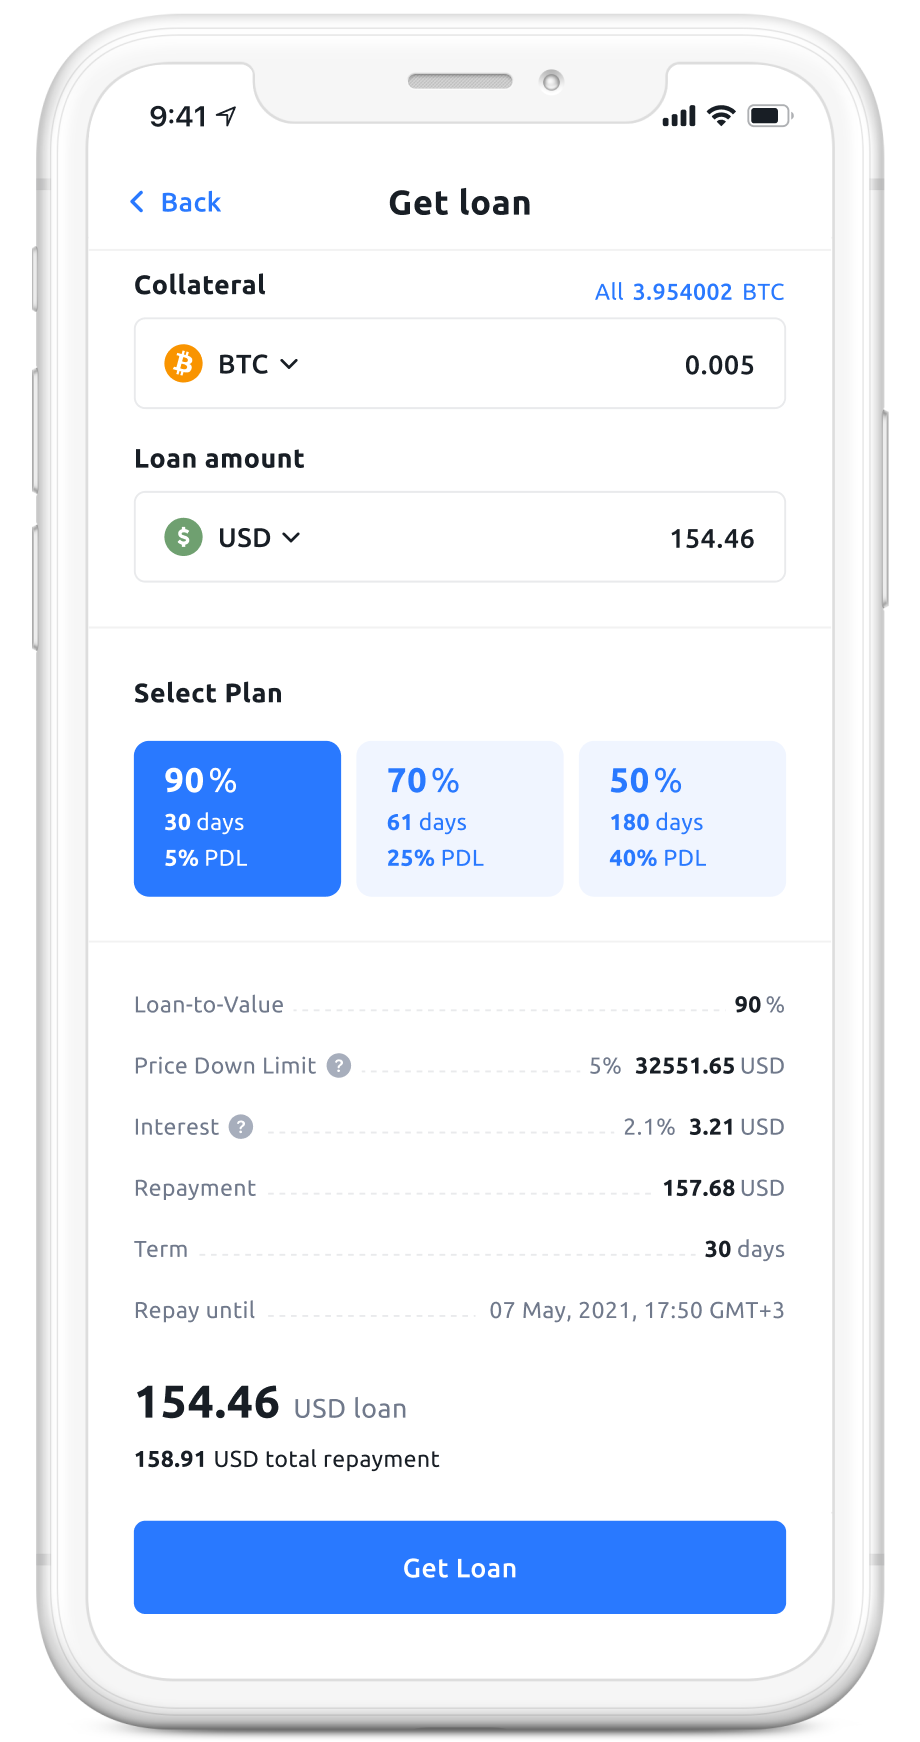 9:41
Back
Get loan
Collateral
All 3.954002 BTC
BTC
0.005
Loan amount
$ USD
154.46
Select Plan
90 %
30 days
5% PDL
70 %
61 days
25% PDL
50 %
180 days
40% PDL
Loan-to-Value 90 %
Price Down Limit ? 5% 32551.65 USD
Interest ? 2.1% 3.21 USD
Repayment 157.68 USD
Term 30 days
Repay until 07 May, 2021, 17:50 GMT+3
154.46 USD loan
158.91 USD total repayment
Get Loan